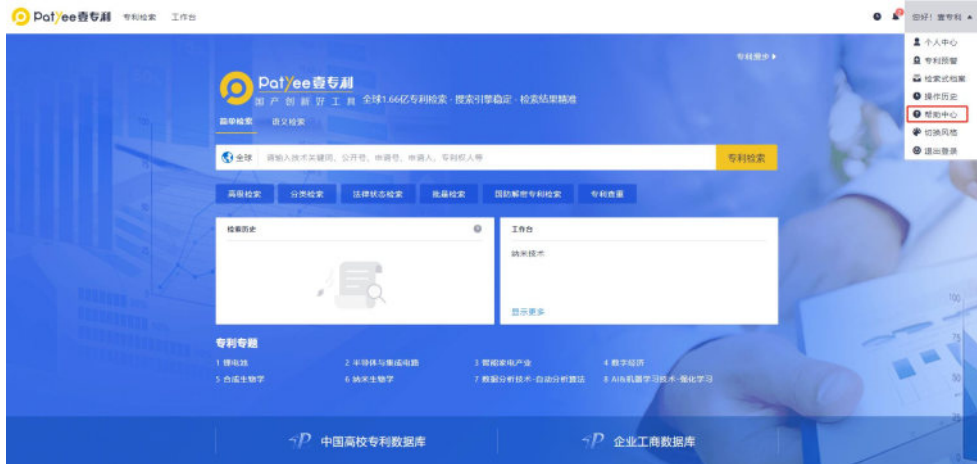 Patyee壹专利 专利检索 工作台 2 您好！壹专利
个人中心
专利预警
检索式档案
操作历史
帮助中心
切换风格
退出登录
专利漫步
Patyee壹专利
国产创新好工具 全球1.66亿专利检索 · 搜索引擎稳定 · 检索结果精准
简单检索 语义检索
全球 请输入技术关键词、公开号、申请号、申请人、专利权人等 专利检索
高级检索 分类检索 法律状态检索 批量检索 国防解密专利检索 专利查重
检索历史 工作台
纳米技术
显示更多
专利专题
1 锂电池 2 半导体与集成电路 3 智能家电产业 4 数字经济
5 合成生物学 6 纳米生物学 7 数据分析技术-自动分析算法 8 AI&机器学习技术-强化学习
中国高校专利数据库 企业工商数据库